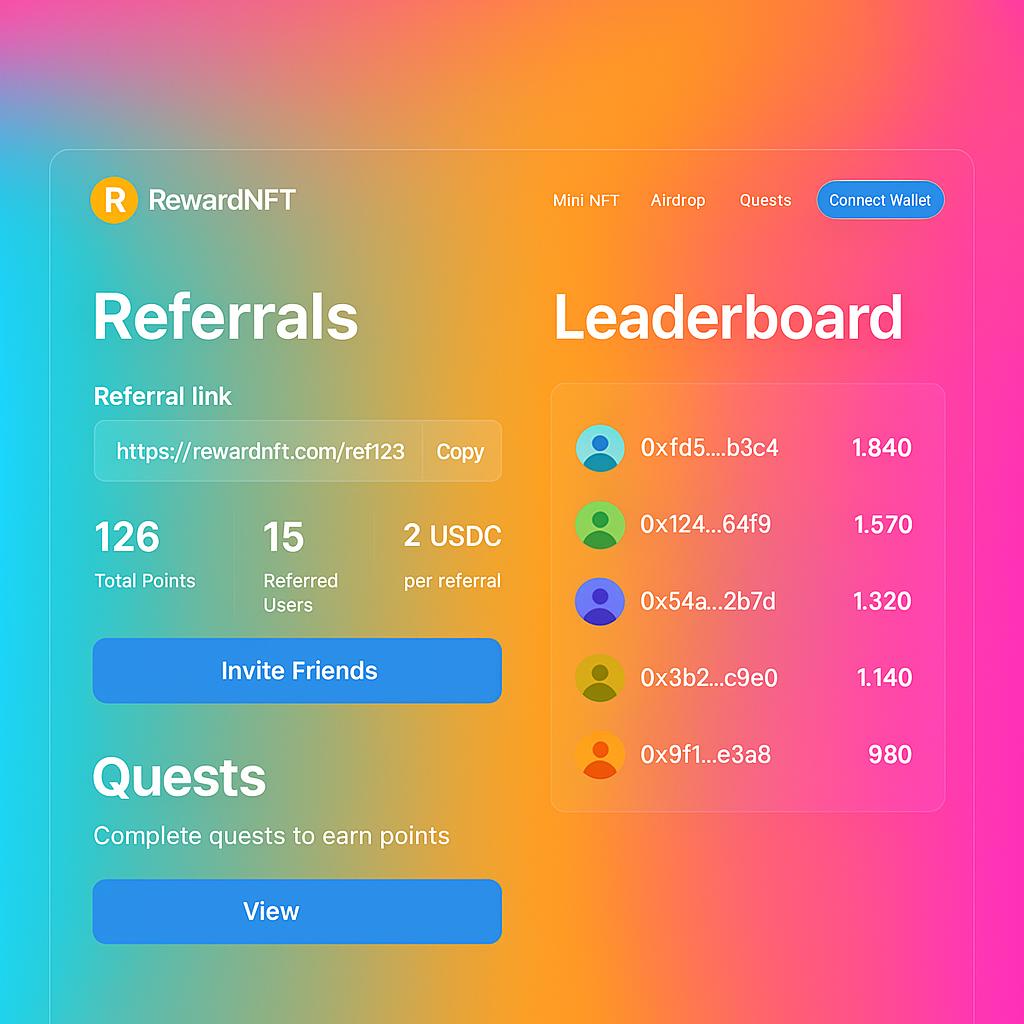 R RewardNFT
Mini NFT Airdrop Quests Connect Wallet
Referrals
Referral link
https://rewardnft.com/ref123 Copy
126 15 2 USDC
Total Points Referred per referral
Users
Invite Friends
Quests
Complete quests to earn points
View
Leaderboard
0xfd5....b3c4 1.840
0x124...64f9 1.570
0x54a...2b7d 1.320
0x3b2...c9e0 1.140
0x9f1...e3a8 980